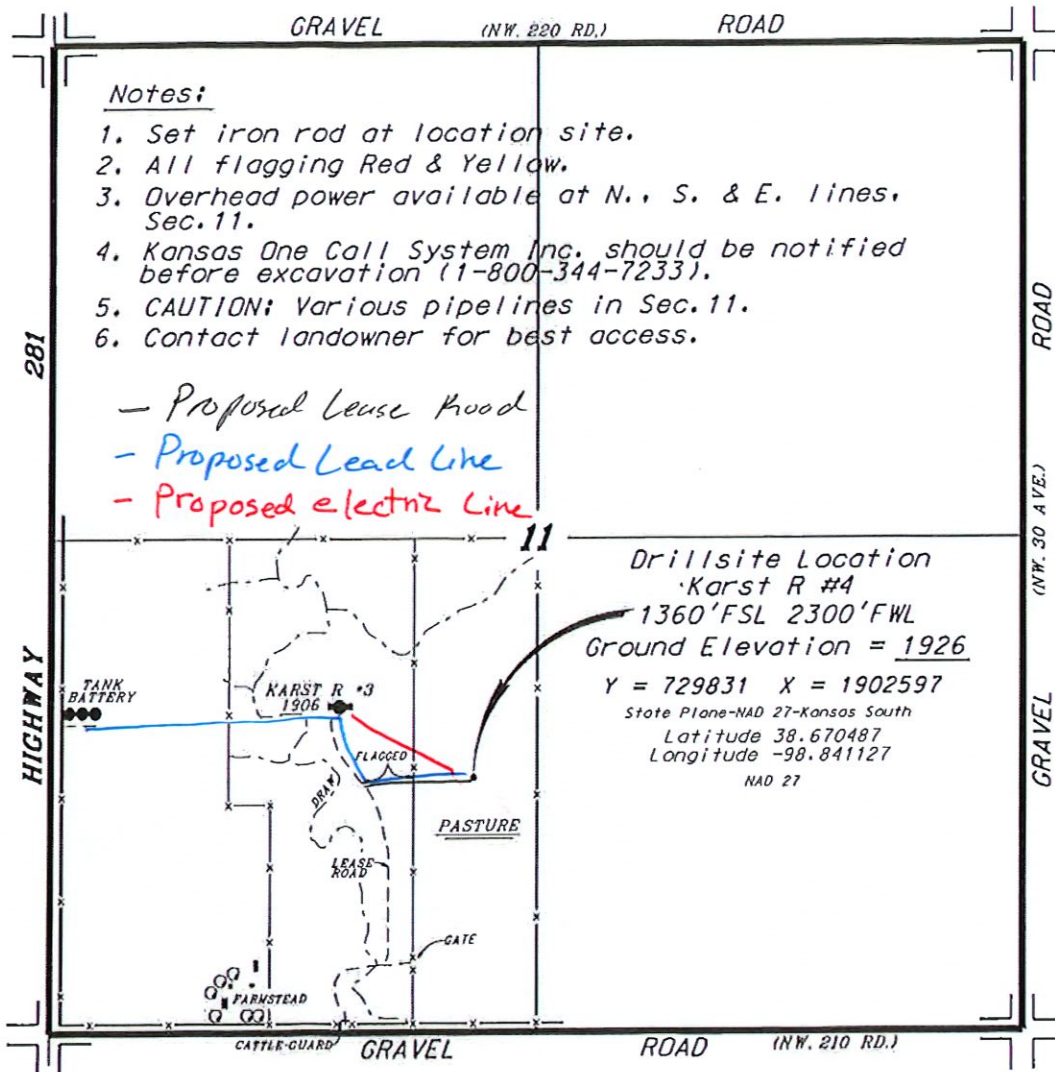 GRAVEL (NW. 220 RD.) ROAD
Notes:
1. Set iron rod at location site.
2. All flagging Red & Yellow.
3. Overhead power available at N., S. & E. lines,
Sec. 11.
4. Kansas One Call System Inc. should be notified
before excavation (1-800-344-7233).
5. CAUTION: Various pipelines in Sec. 11.
6. Contact landowner for best access.
281
ROAD
- Proposed Lease Road
- Proposed Lead Line
- Proposed electric Line
(NW. 30 AVE.)
11
Drillsite Location
Karst R #4
1360'FSL 2300'FWL
Ground Elevation = 1926
Y = 729831 X = 1902597
State Plane-NAD 27-Kansas South
Latitude 38.670487
Longitude -98.841127
NAD 27
HIGHWAY
GRAVEL
TANK
BATTERY
KARST R #3
1906
FLAGGED
DRAW
PASTURE
LEASE
ROAD
GATE
FARMSTEAD
CATTLE-GUARD
GRAVEL ROAD (NW. 210 RD.)